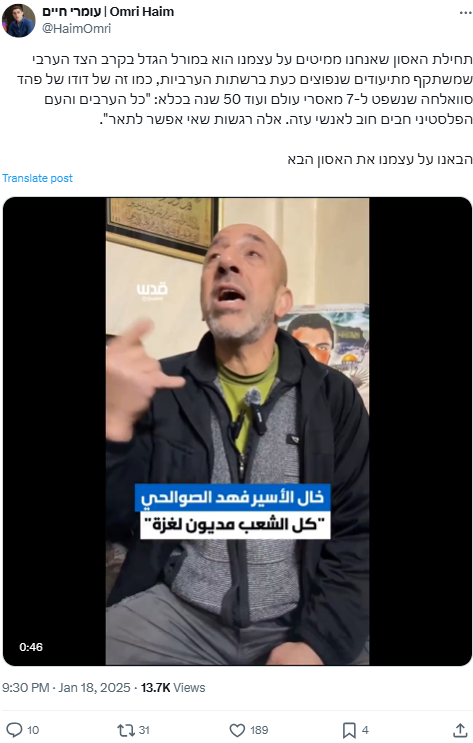 עומרי חיים | Omri Haim
@HaimOmri
תחילת האסון שאנחנו ממיטים על עצמנו הוא במורל הגדל בקרב הצד הערבי
שמשתקף מתיעודים שנפוצים כעת ברשתות הערביות, כמו זה של דודו של פהד
סוואלחה שנשפט ל-7 מאסרי עולם ועוד 50 שנה בכלא: "כל הערבים והעם
הפלסטיני חבים חוב לאנשי עזה. אלה רגשות שאי אפשר לתאר".
הבאנו על עצמנו את האסון הבא
Translate post
قدس
خال الأسير فهد الصوالحي
"كل الشعب مديون لغزة"
0:46
9:30 PM · Jan 18, 2025 · 13.7K Views
10 31 189 4